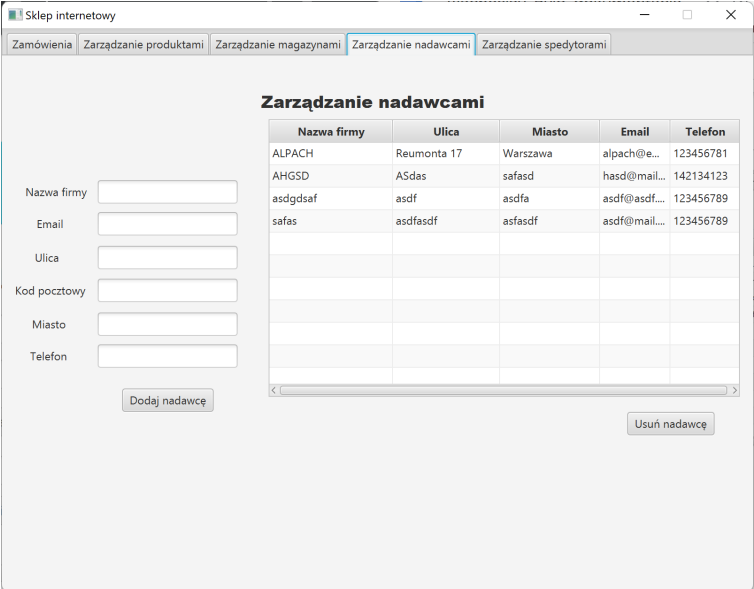 Sklep internetowy
Zamówienia Zarządzanie produktami Zarządzanie magazynami Zarządzanie nadawcami Zarządzanie spedytorami
Zarządzanie nadawcami
Nazwa firmy Ulica Miasto Email Telefon
ALPACH Reumonta 17 Warszawa alpach@e... 123456781
AHGSD ASdas safasd hasd@mail.... 142134123
asdgdsaf asdf asdfa asdf@asdf.... 123456789
safas asdfasdf asfasdf asdf@mail.... 123456789
Nazwa firmy
Email
Ulica
Kod pocztowy
Miasto
Telefon
Dodaj nadawcę
Usuń nadawcę